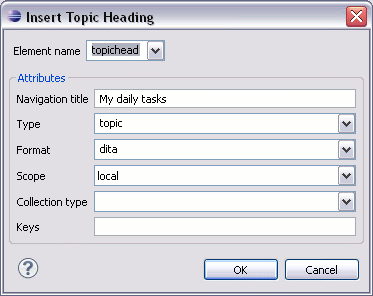 Insert Topic Heading
Element name topichead
Attributes
Navigation title My daily tasks
Type topic
Format dita
Scope local
Collection type
Keys
? OK Cancel